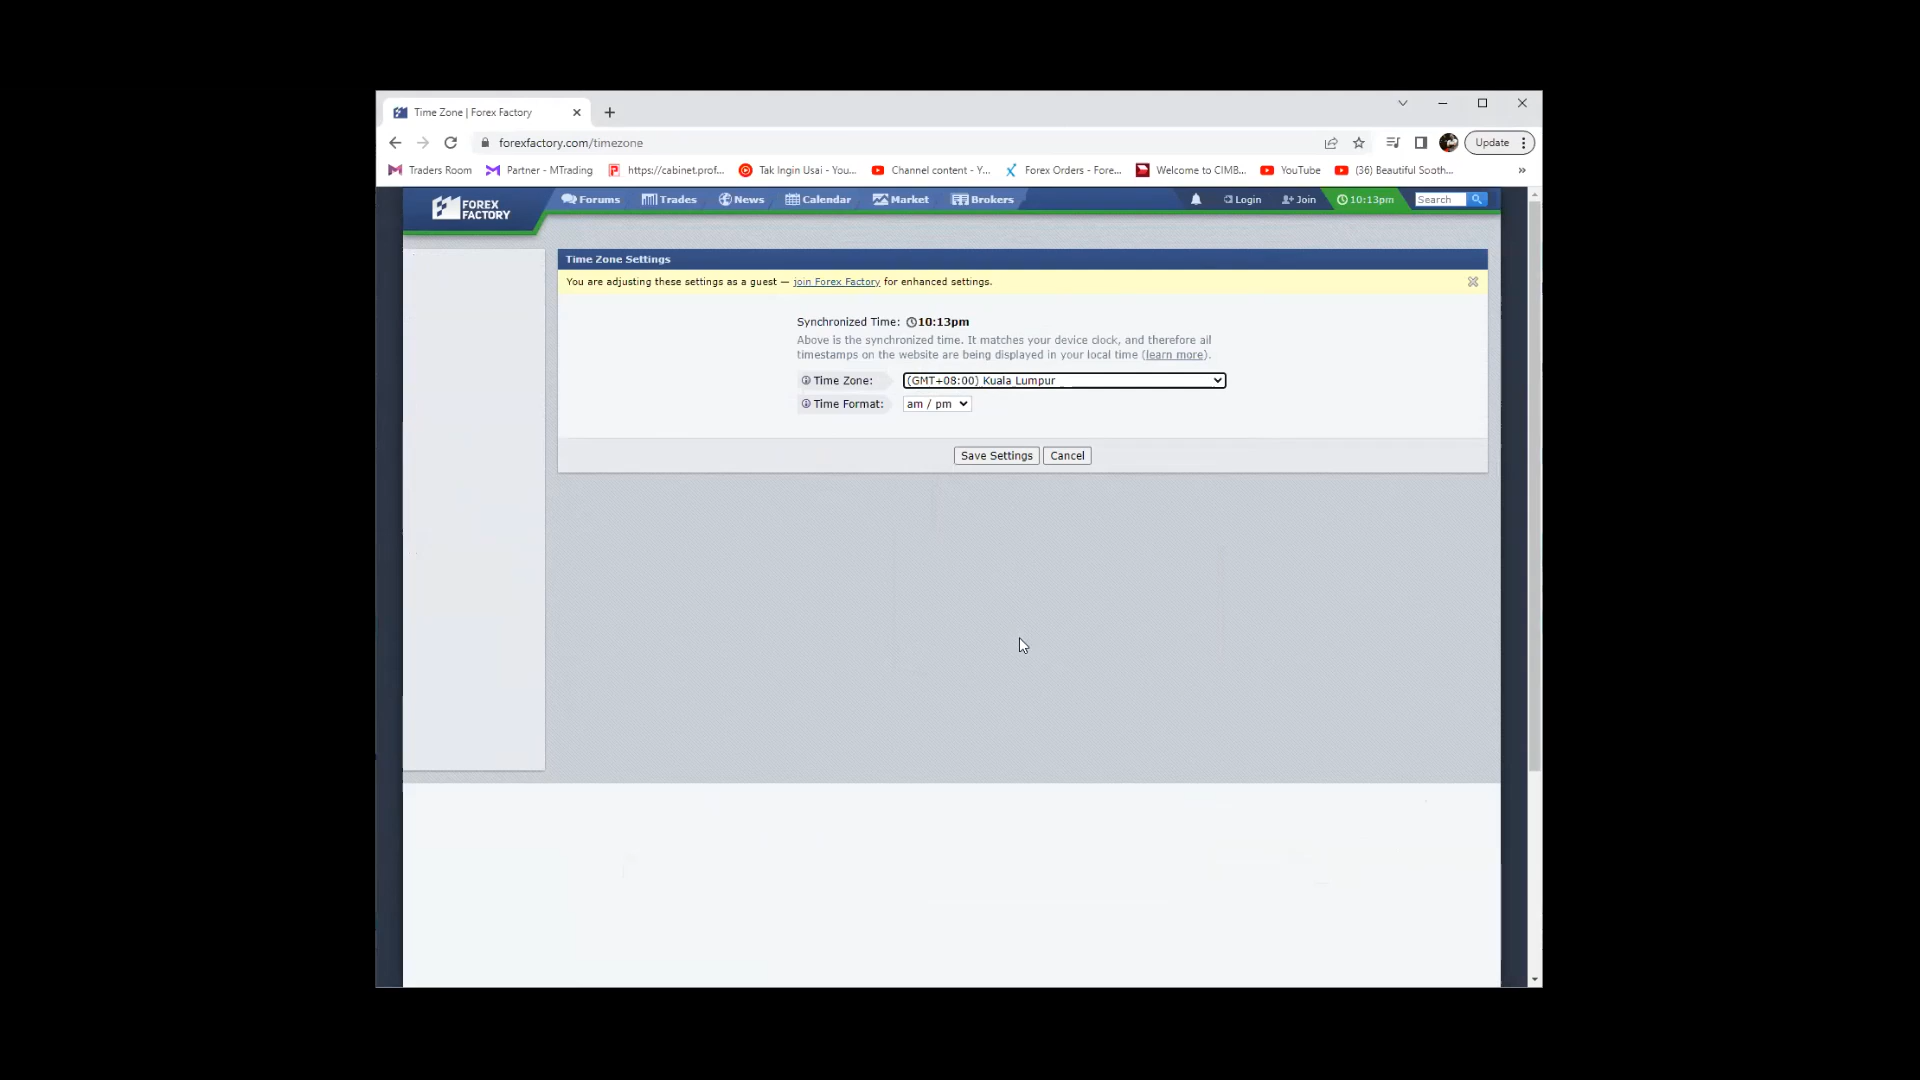 Time Zone | Forex Factory
forexfactory.com/timezone
Update
Traders Room
Partner - MTrading
https://cabinet.prof...
Tak Ingin Usai - You...
Channel content - Y...
Forex Orders - Fore...
Welcome to CIMB...
YouTube
(36) Beautiful Sooth...
»
FOREX
FACTORY
Forums
Trades
News
Calendar
Market
Brokers
Login
Join
10:13pm
Search
Time Zone Settings
You are adjusting these settings as a guest — join Forex Factory for enhanced settings.
Synchronized Time: 10:13pm
Above is the synchronized time. It matches your device clock, and therefore all
timestamps on the website are being displayed in your local time (learn more).
Time Zone: (GMT+08:00) Kuala Lumpur
Time Format: am / pm
Save Settings
Cancel